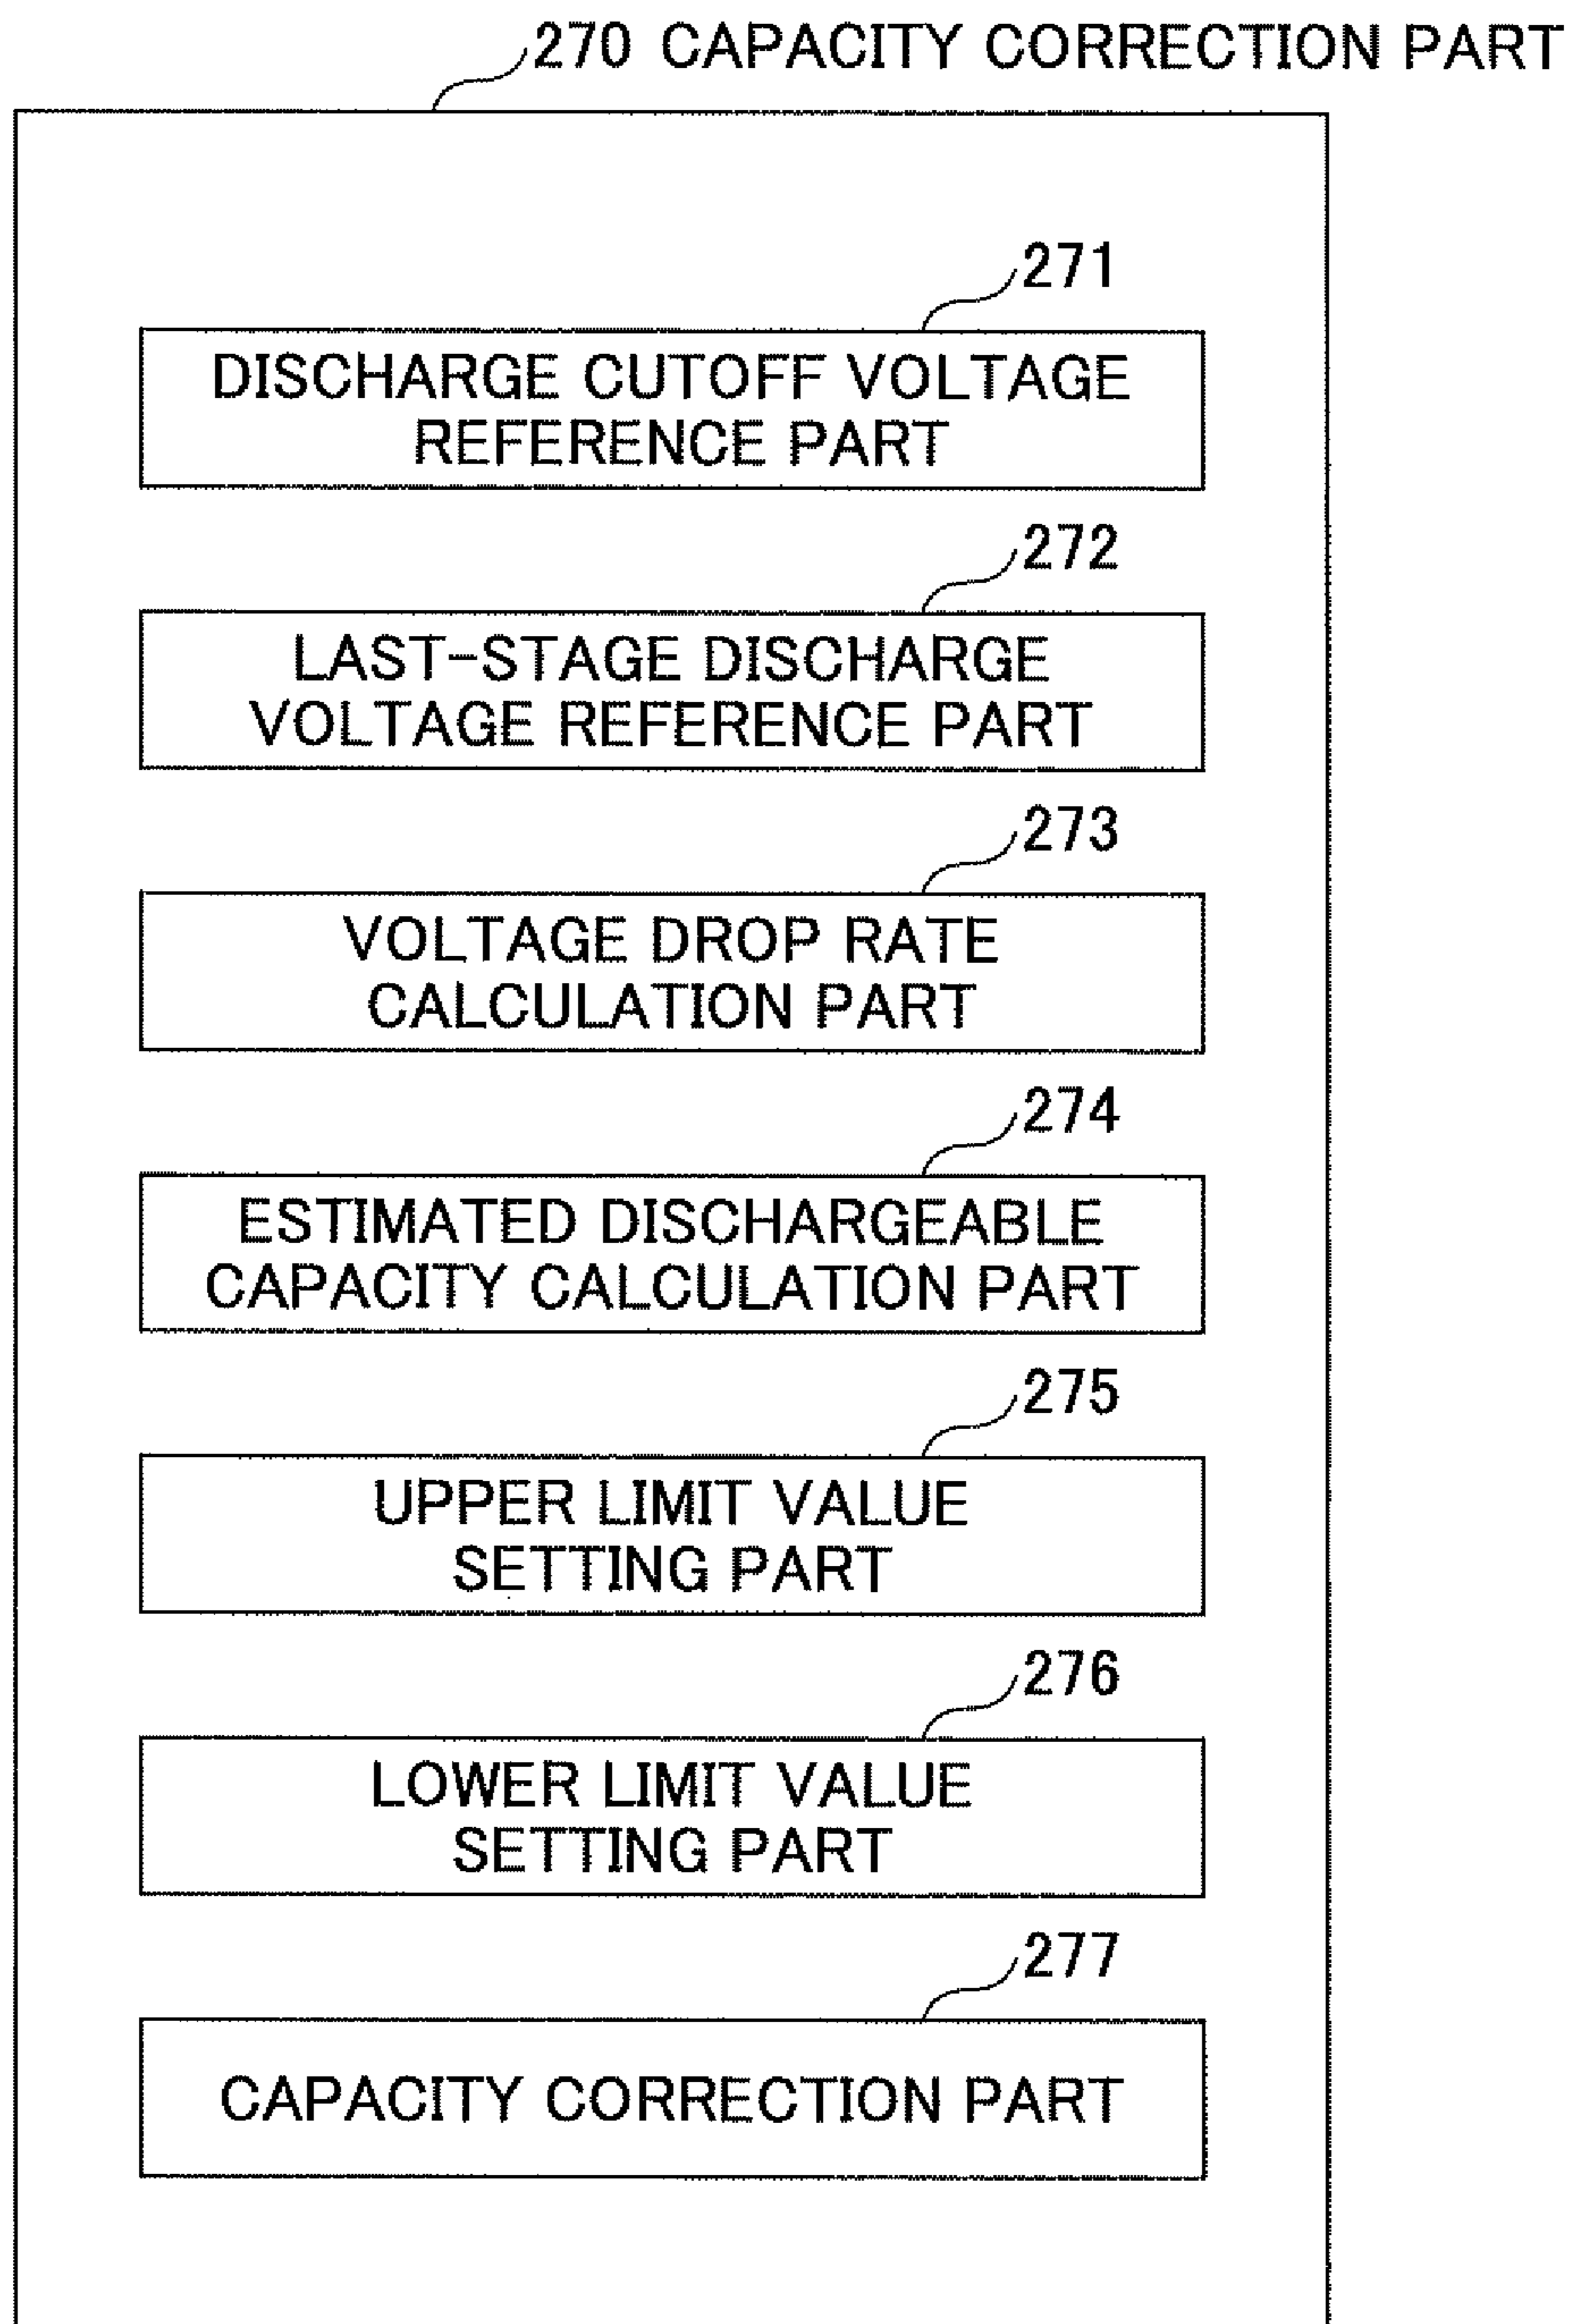 270 CAPACITY CORRECTION PART
271
DISCHARGE CUTOFF VOLTAGE
REFERENCE PART
272
LAST-STAGE DISCHARGE
VOLTAGE REFERENCE PART
273
VOLTAGE DROP RATE
CALCULATION PART
274
ESTIMATED DISCHARGEABLE
CAPACITY CALCULATION PART
275
UPPER LIMIT VALUE
SETTING PART
276
LOWER LIMIT VALUE
SETTING PART
277
CAPACITY CORRECTION PART